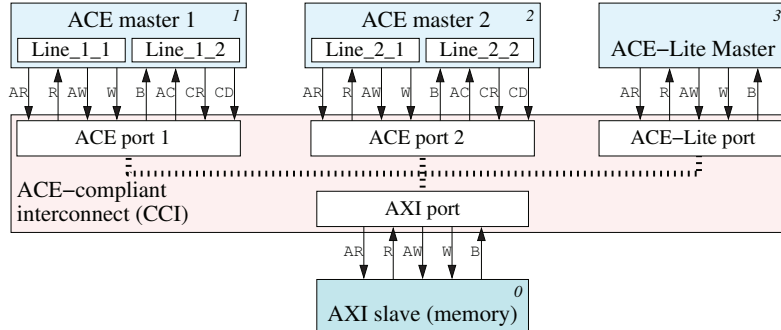 ACE master 1 1
Line_1_1 Line_1_2
ACE master 2 2
Line_2_1 Line_2_2
3
ACE−Lite Master
AR R AW W B AC CR CD
AR R AW W B AC CR CD
AR R AW W B
ACE port 1
ACE port 2
ACE−Lite port
ACE−compliant
interconnect (CCI)
AXI port
AR R AW W B
0
AXI slave (memory)